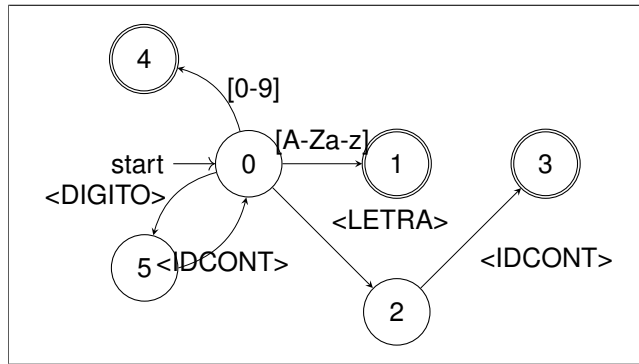 4
[0-9]
[A-Za-z]
start
0
1
3
<DIGITO>
<LETRA>
5
<IDCONT>
<IDCONT>
2